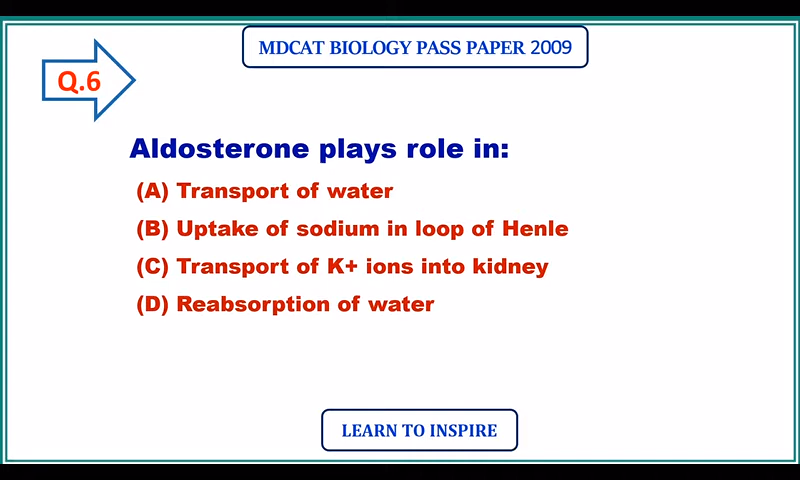 MDCAT BIOLOGY PASS PAPER 2009
Q.6
Aldosterone plays role in:
(A) Transport of water
(B) Uptake of sodium in loop of Henle
(C) Transport of K+ ions into kidney
(D) Reabsorption of water
LEARN TO INSPIRE